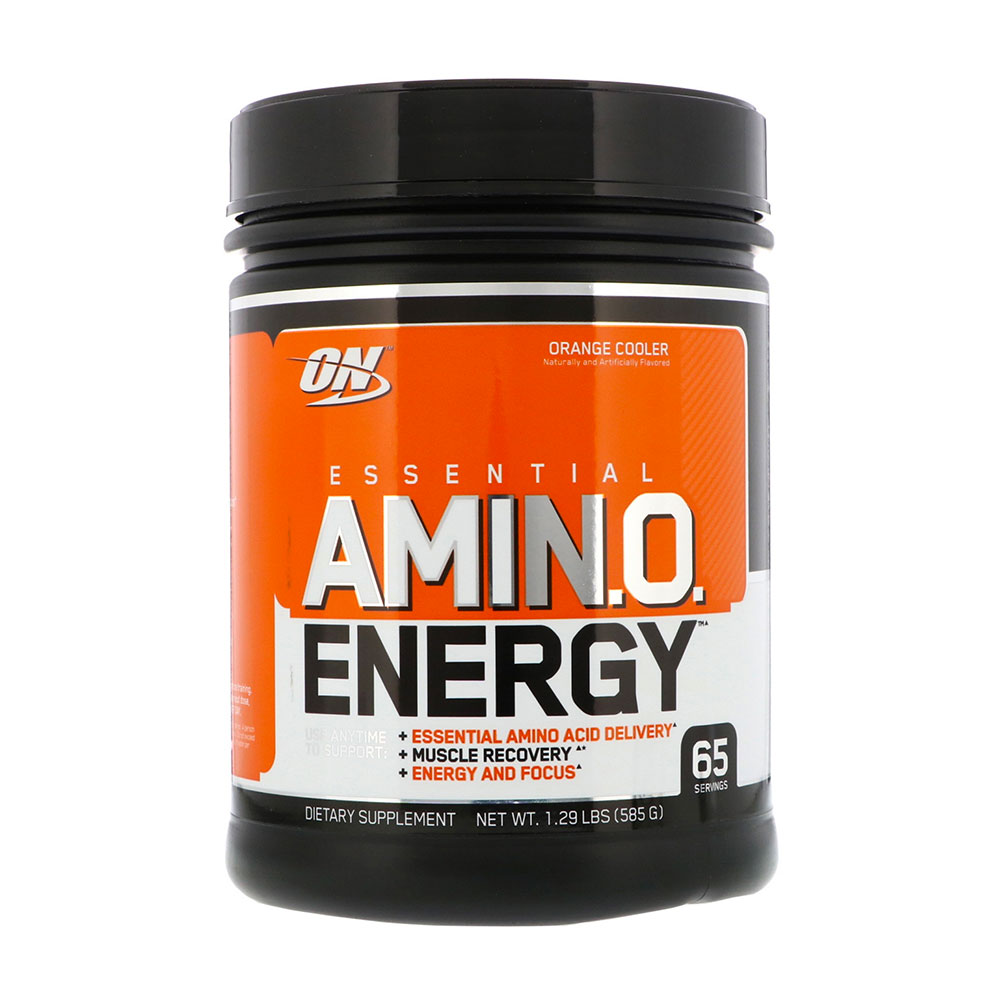 ON
ORANGE COOLER
Naturally and Artificially Flavored
ESSENTIAL
AMIN.O.
ENERGY™▲
USE ANYTIME
TO SUPPORT:
+ ESSENTIAL AMINO ACID DELIVERY▲
+ MUSCLE RECOVERY▲*
+ ENERGY AND FOCUS▲
65
SERVINGS
DIETARY SUPPLEMENT NET WT. 1.29 LBS (585 G)